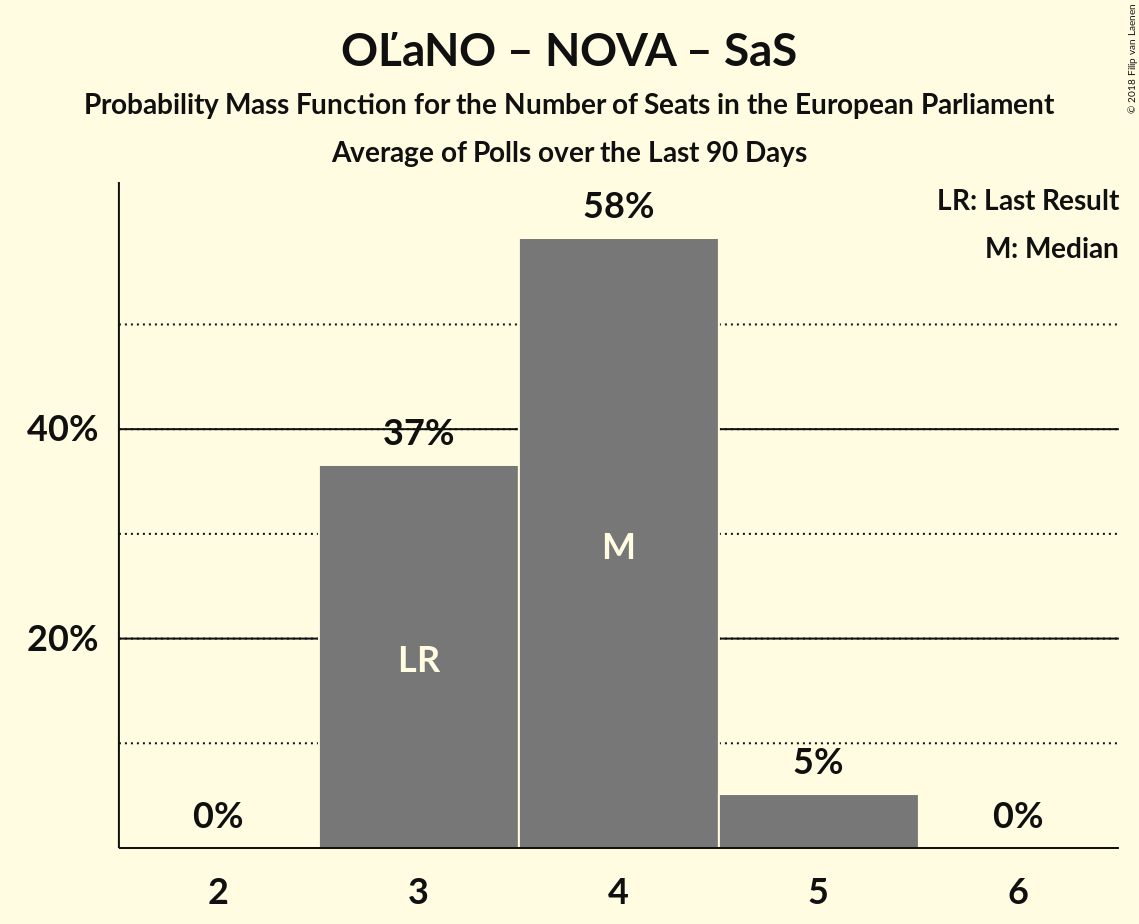 OĽaNO – NOVA – SaS
Probability Mass Function for the Number of Seats in the European Parliament
Average of Polls over the Last 90 Days
© 2018 Filip van Laenen
LR: Last Result
M: Median
58%
40%
37%
M
20%
LR
5%
0%
0%
2
3
4
5
6